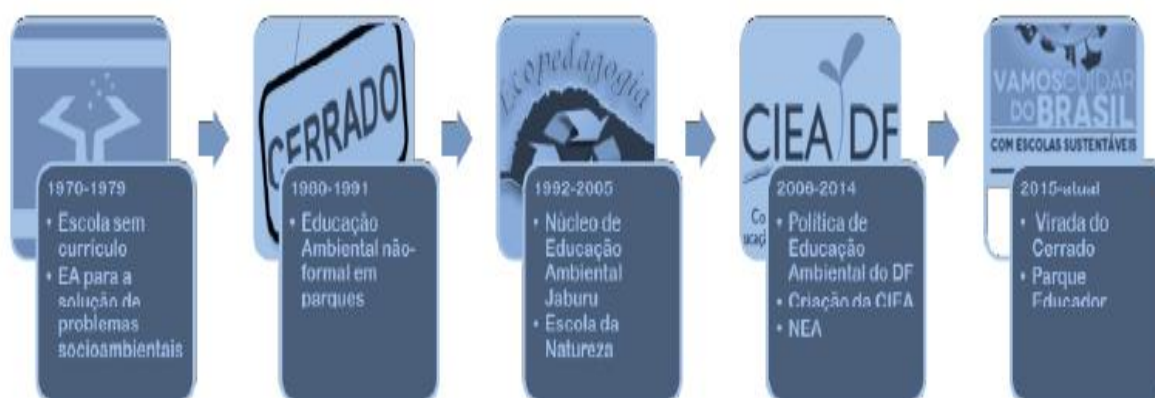 CERRADO
Ecopedagogia
CIEA DF
VAMOS CUIDAR
DO BRASIL
COM ESCOLAS SUSTENTÁVEIS
1970-1979
• Escola sem
currículo
• EA para a
solução de
problemas
socioambientais
1980-1991
• Educação
Ambiental não-
formal em
parques
1992-2005
• Núcleo de
Educação
Ambiental
Jaburu
• Escola da
Natureza
2006-2014
• Política de
Educação
Ambiental do DF
• Criação da CIEA
• NEA
2015-atual
• Virada do
Cerrado
• Parque
Educador